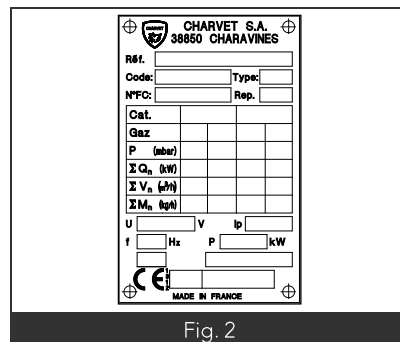 CHARVET
CHARVET S.A.
38850 CHARAVINES
Réf.
Code: Type:
N°FC: Rep.
Cat.
Gaz
P (mbar)
ΣQn (kW)
ΣVn (m³/h)
ΣMn (kg/h)
U V Ip
f Hz P kW
CE
MADE IN FRANCE
Fig. 2